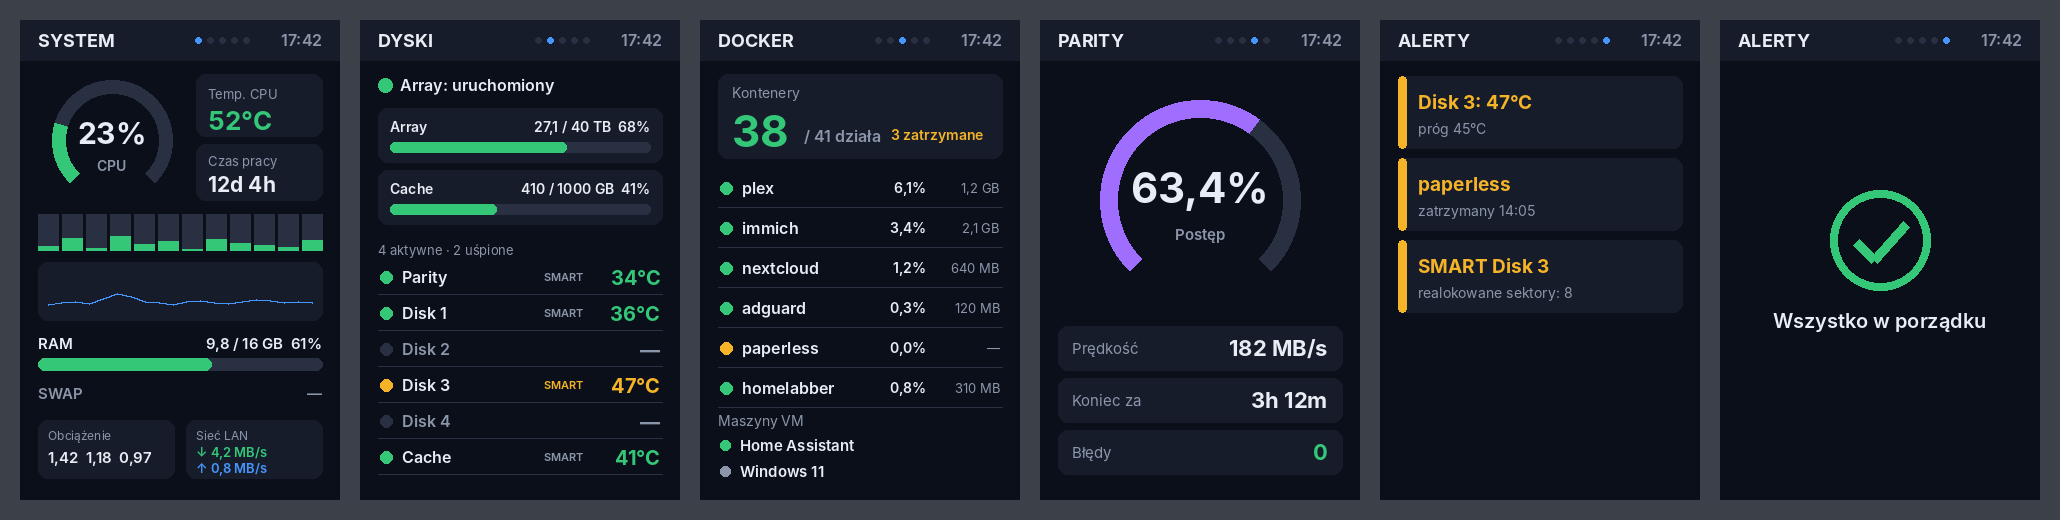 SYSTEM 17:42
23%
CPU
Temp. CPU
52°C
Czas pracy
12d 4h
RAM 9,8 / 16 GB 61%
SWAP —
Obciążenie
1,42 1,18 0,97
Sieć LAN
↓ 4,2 MB/s
↑ 0,8 MB/s
DYSKI 17:42
Array: uruchomiony
Array 27,1 / 40 TB 68%
Cache 410 / 1000 GB 41%
4 aktywne · 2 uśpione
Parity SMART 34°C
Disk 1 SMART 36°C
Disk 2 —
Disk 3 SMART 47°C
Disk 4 —
Cache SMART 41°C
DOCKER 17:42
Kontenery
38 / 41 działa 3 zatrzymane
plex 6,1% 1,2 GB
immich 3,4% 2,1 GB
nextcloud 1,2% 640 MB
adguard 0,3% 120 MB
paperless 0,0% —
homelabber 0,8% 310 MB
Maszyny VM
Home Assistant
Windows 11
PARITY 17:42
63,4%
Postęp
Prędkość 182 MB/s
Koniec za 3h 12m
Błędy 0
ALERTY 17:42
Disk 3: 47°C
próg 45°C
paperless
zatrzymany 14:05
SMART Disk 3
realokowane sektory: 8
ALERTY 17:42
Wszystko w porządku